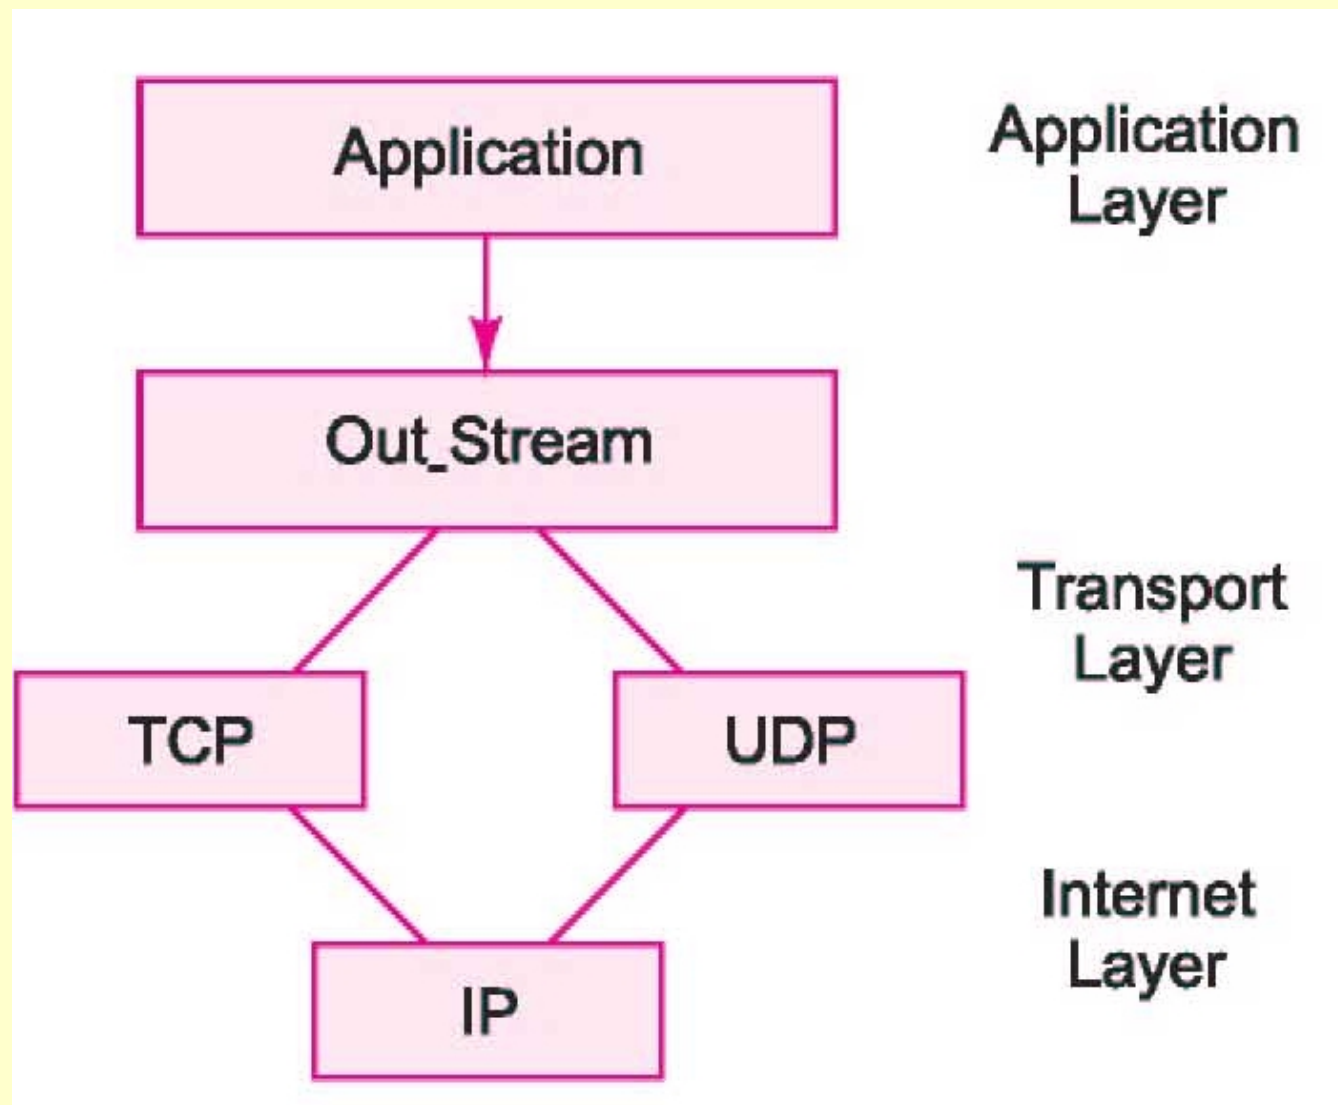 Application
Application
Layer
Out_Stream
Transport
Layer
TCP
UDP
Internet
Layer
IP